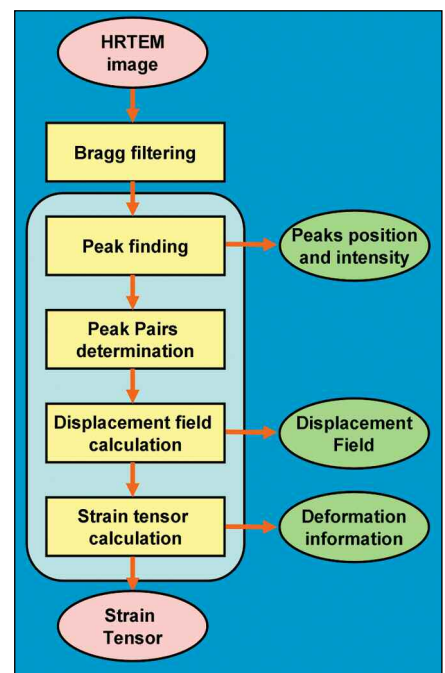 HRTEM
image
Bragg filtering
Peak finding
Peaks position
and intensity
Peak Pairs
determination
Displacement field
calculation
Displacement
Field
Strain tensor
calculation
Deformation
information
Strain
Tensor